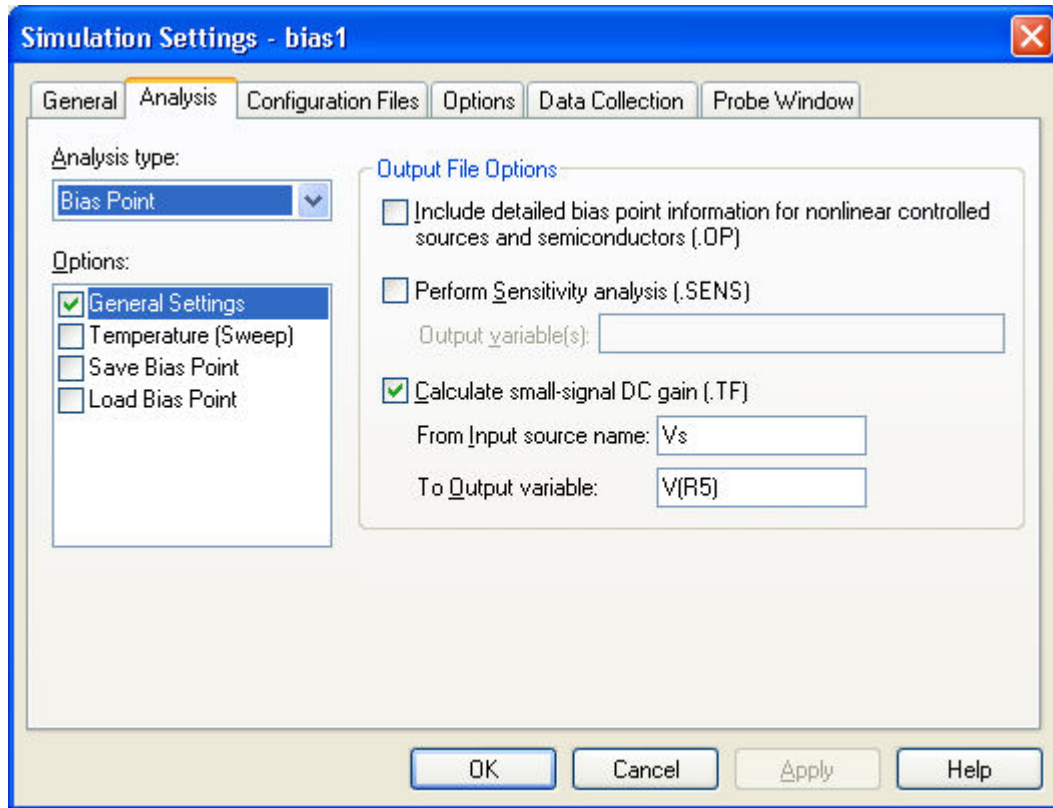 Simulation Settings - bias1
General Analysis Configuration Files Options Data Collection Probe Window
Analysis type:
Bias Point
Options:
General Settings
Temperature (Sweep)
Save Bias Point
Load Bias Point
Output File Options
Include detailed bias point information for nonlinear controlled
sources and semiconductors (.OP)
Perform Sensitivity analysis (.SENS)
Output variable(s):
Calculate small-signal DC gain (.TF)
From Input source name: Vs
To Output variable: V(R5)
OK Cancel Apply Help